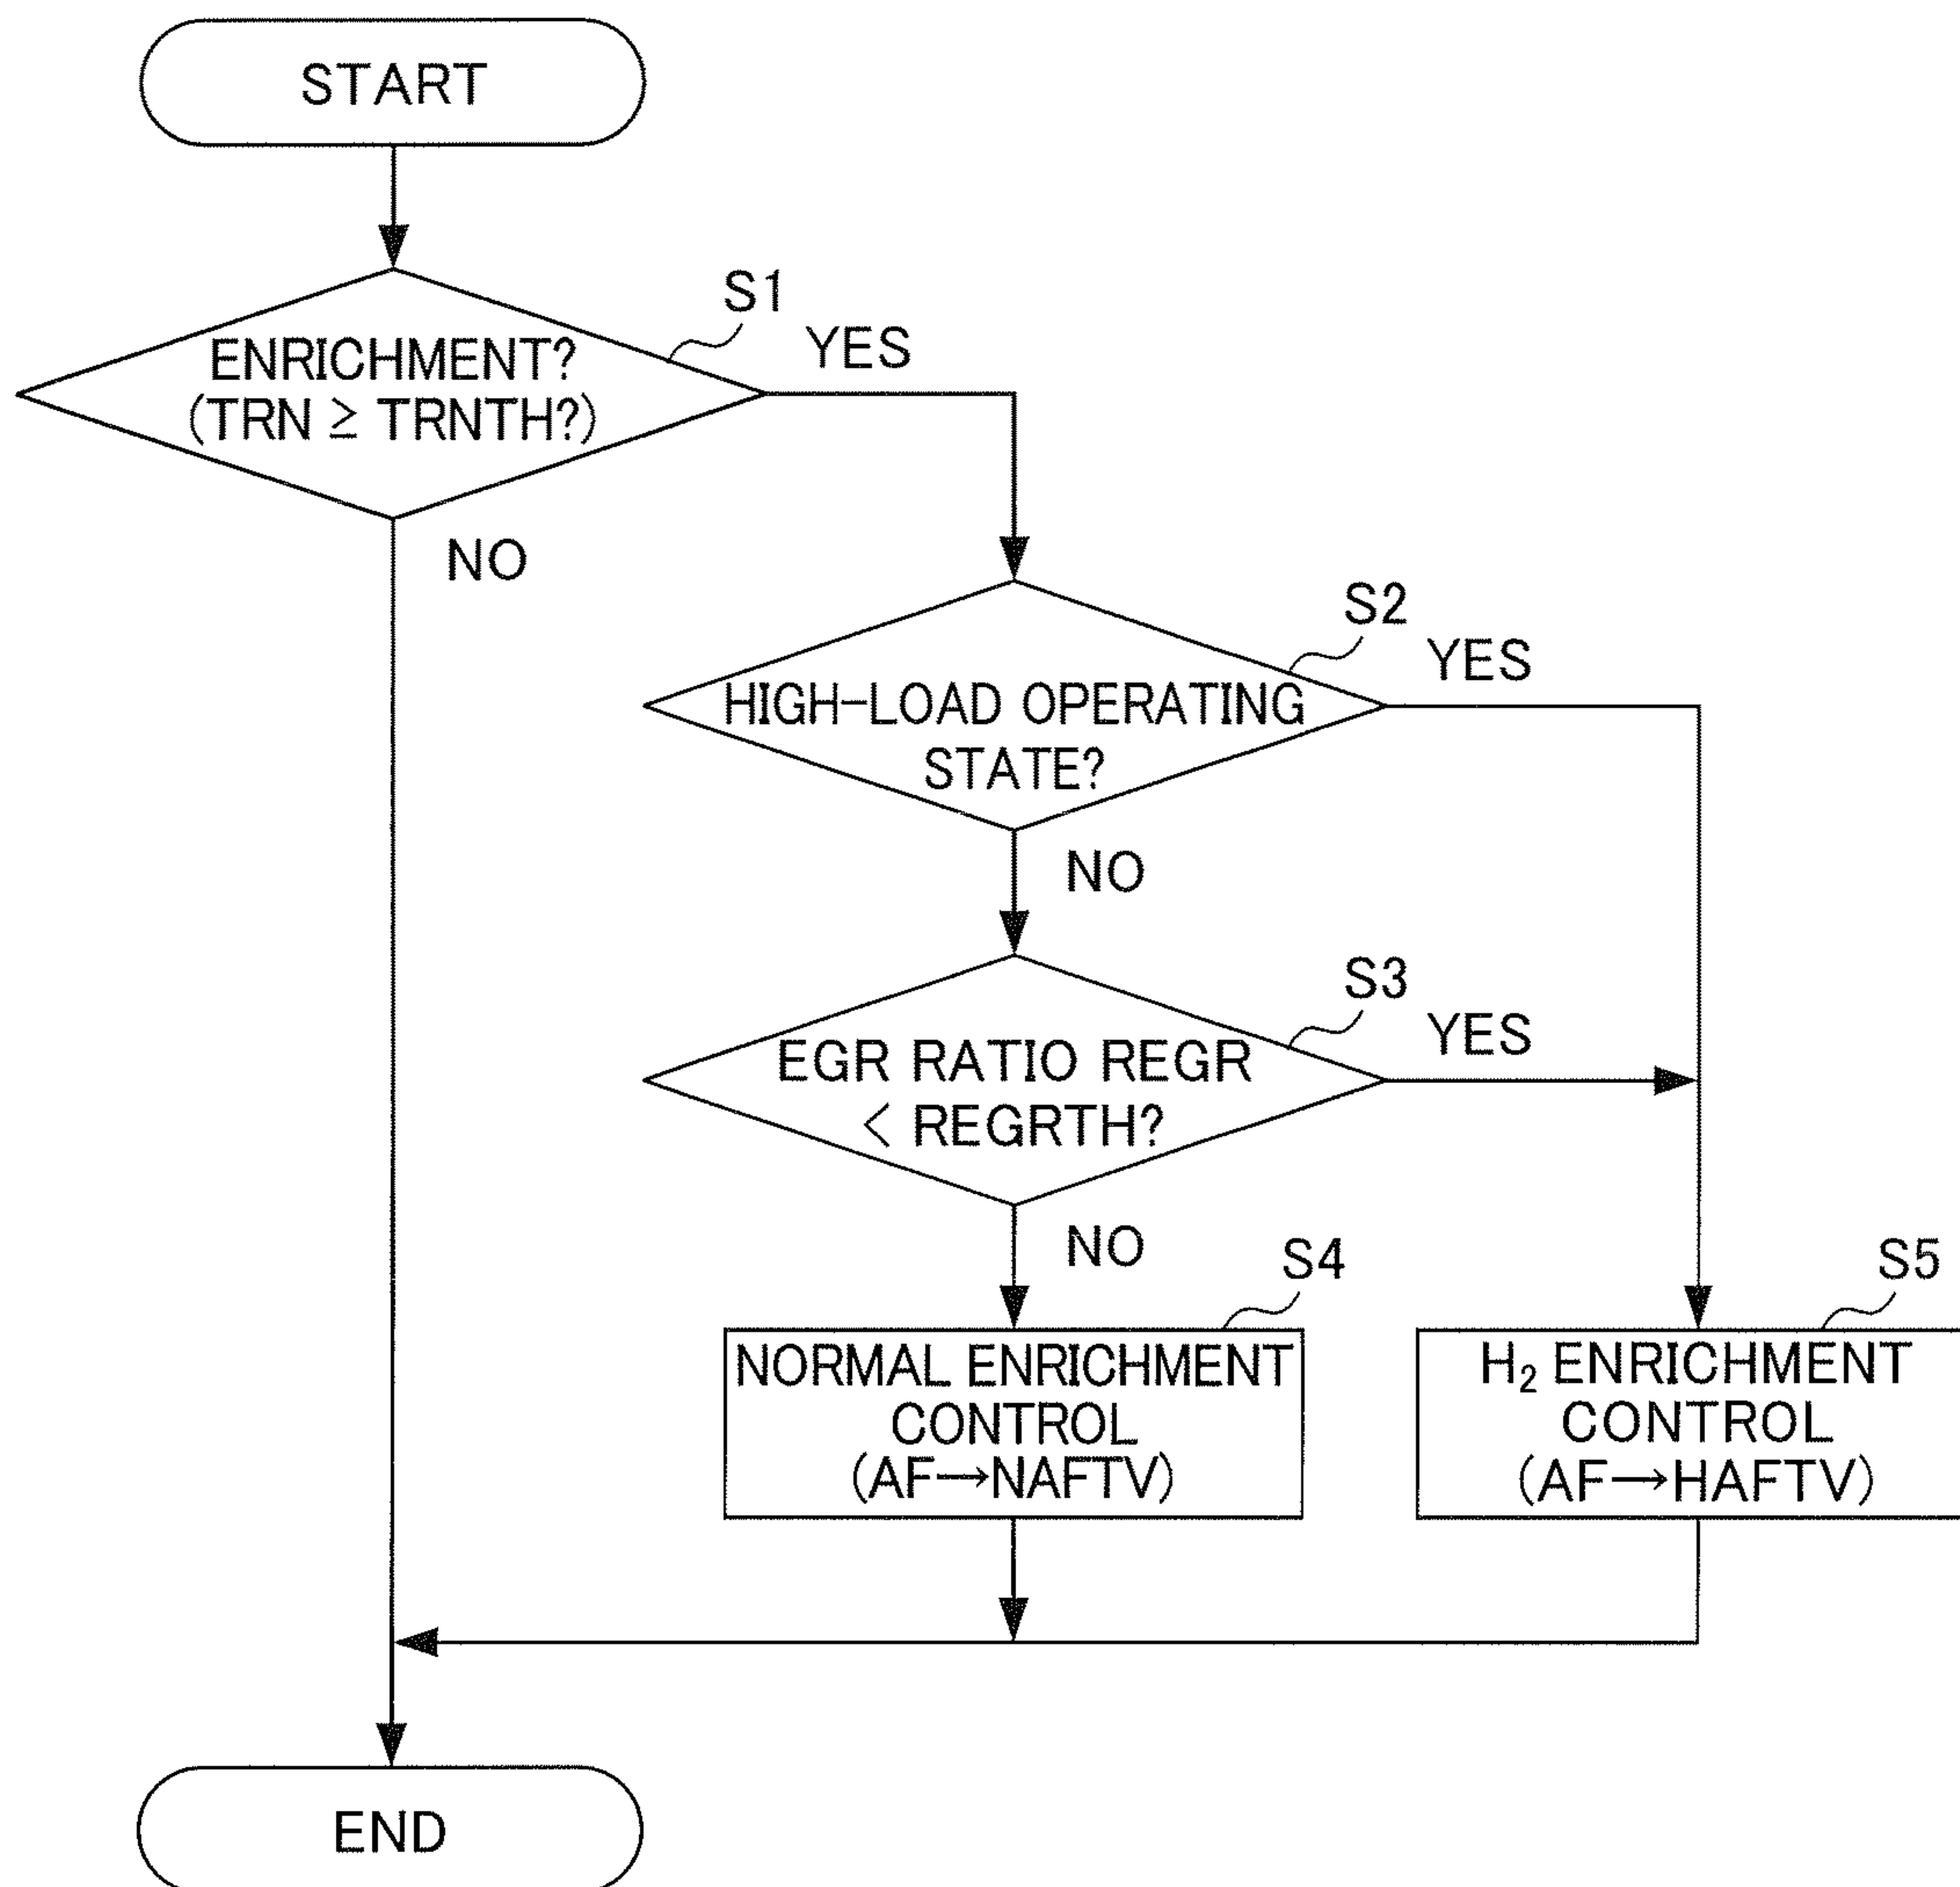 START
S1
YES
ENRICHMENT?
(TRN ≧ TRNTH?)
NO
S2
YES
HIGH-LOAD OPERATING
STATE?
NO
S3
YES
EGR RATIO REGR
< REGRTH?
NO
S4
NORMAL ENRICHMENT
CONTROL
(AF→NAFTV)
S5
H₂ ENRICHMENT
CONTROL
(AF→HAFTV)
END